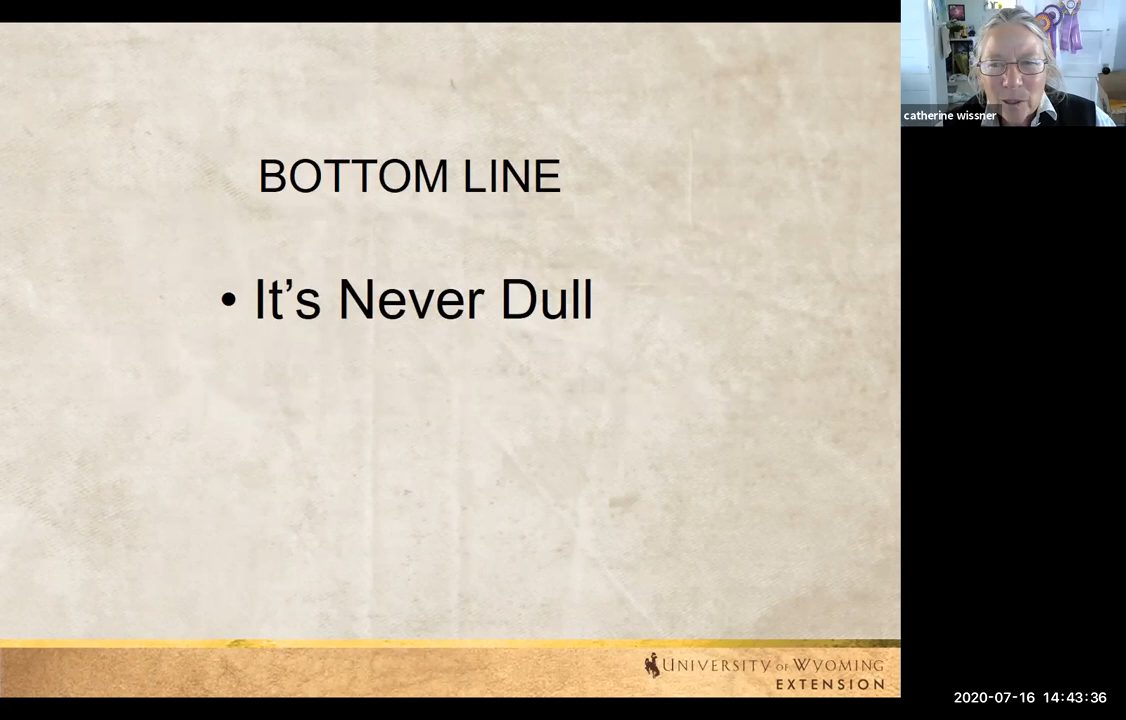 catherine wissner
BOTTOM LINE
• It’s Never Dull
UNIVERSITY OF WYOMING
EXTENSION
2020-07-16 14:43:36